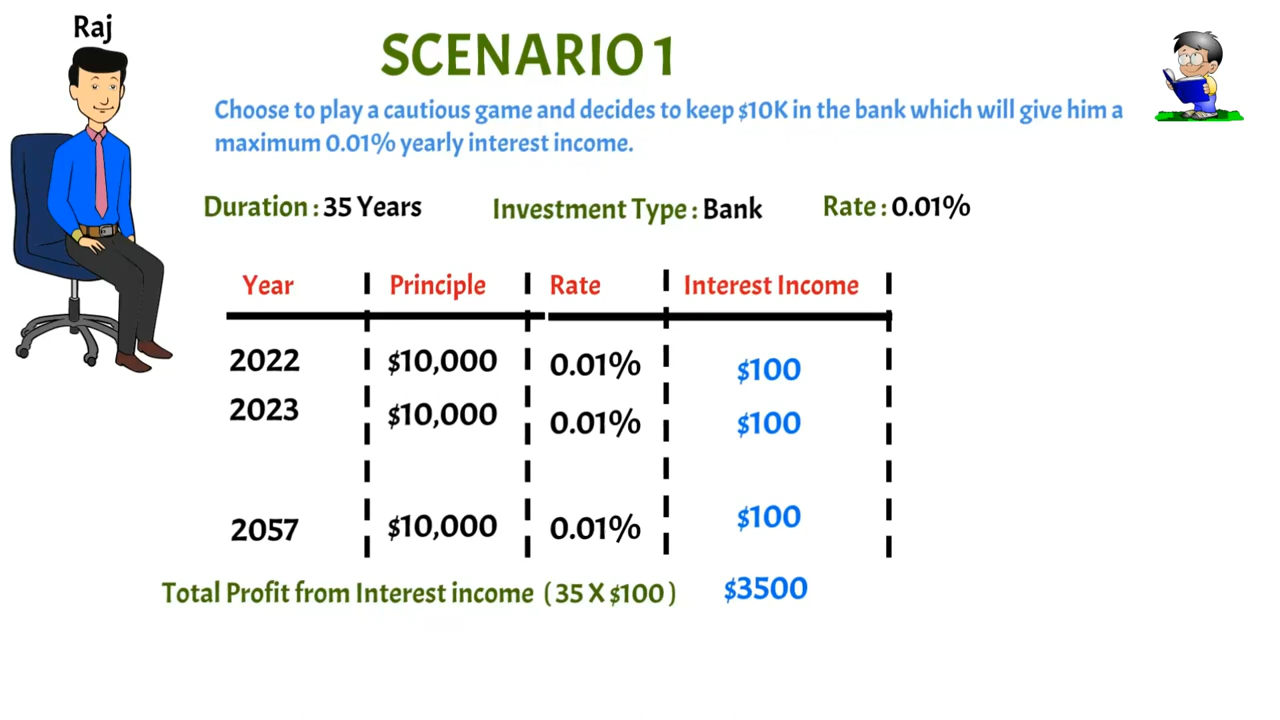 Raj
SCENARIO 1
Choose to play a cautious game and decides to keep $10K in the bank which will give him a
maximum 0.01% yearly interest income.
Duration : 35 Years Investment Type : Bank Rate : 0.01%
Year Principle Rate Interest Income
2022 $10,000 0.01% $100
2023 $10,000 0.01% $100
2057 $10,000 0.01% $100
Total Profit from Interest income ( 35 X $100 ) $3500